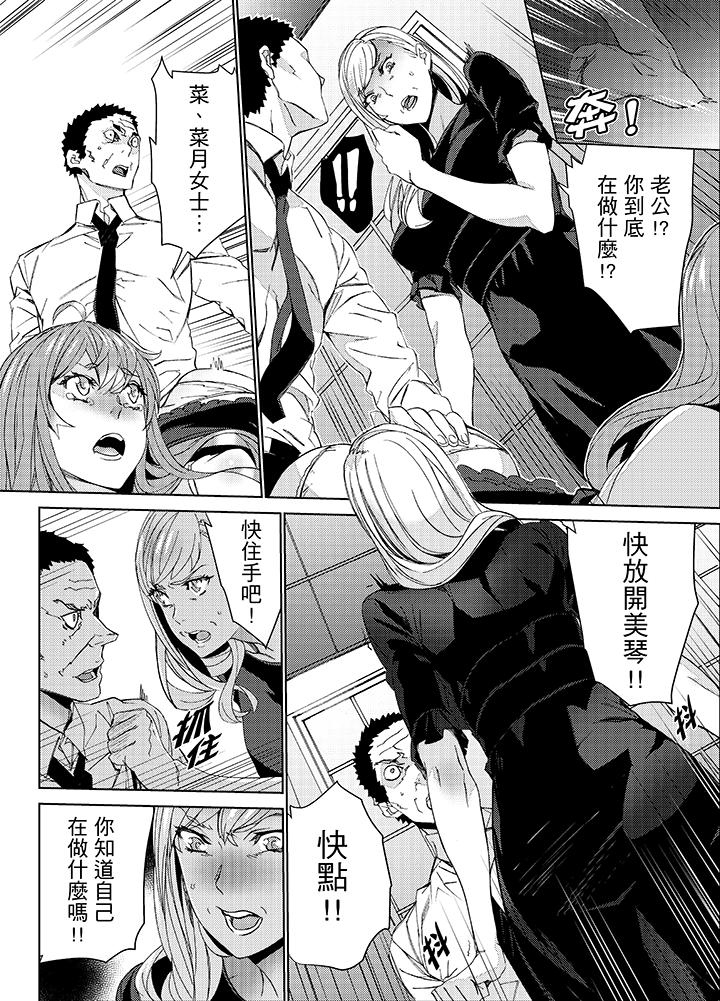 奔！
老公!?
你到底
在做什麼!?
!!
菜、菜月女士…
快放開美琴!!
抖
抖
快點!!
快住手吧！
抓住
你知道自己
在做什麼嗎!!